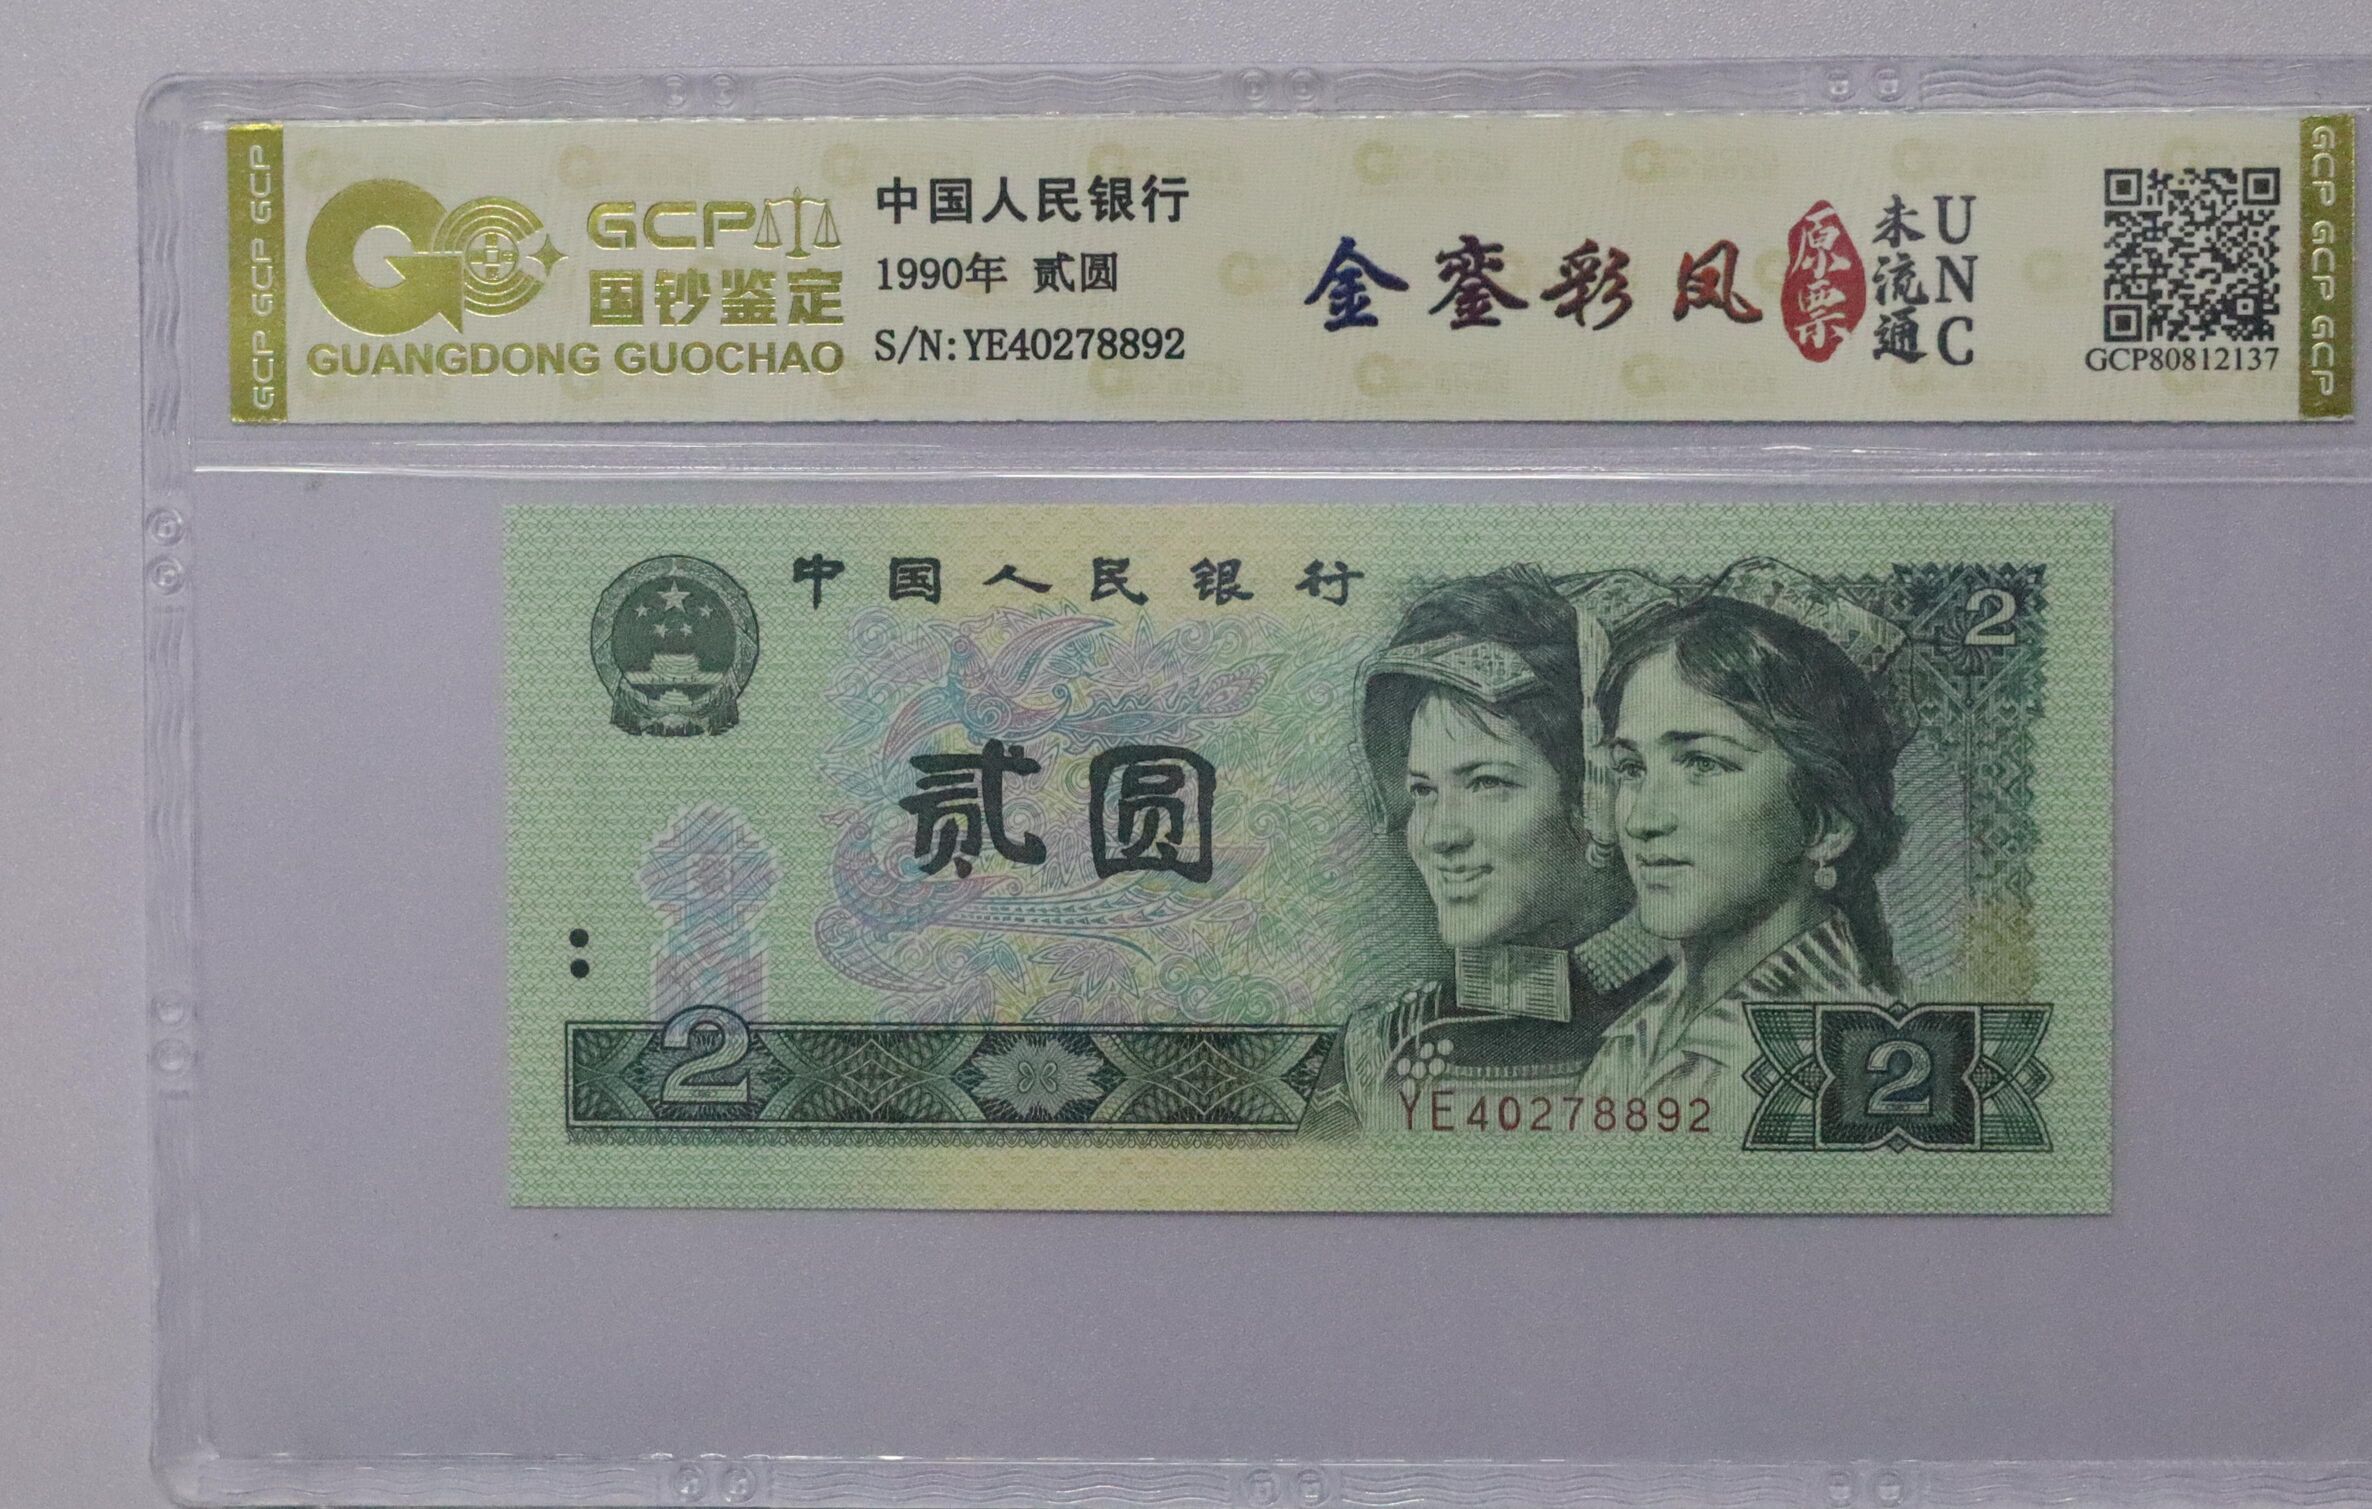 GCP GCP GCP
GCP
国钞鉴定
GUANGDONG GUOCHAO
中国人民银行
1990年 贰圆
S/N:YE40278892
金銮彩凤
原票
未流通
UNC
GCP80812137
GCP GCP GCP
中国人民银行
2
贰圆
2
YE40278892
2